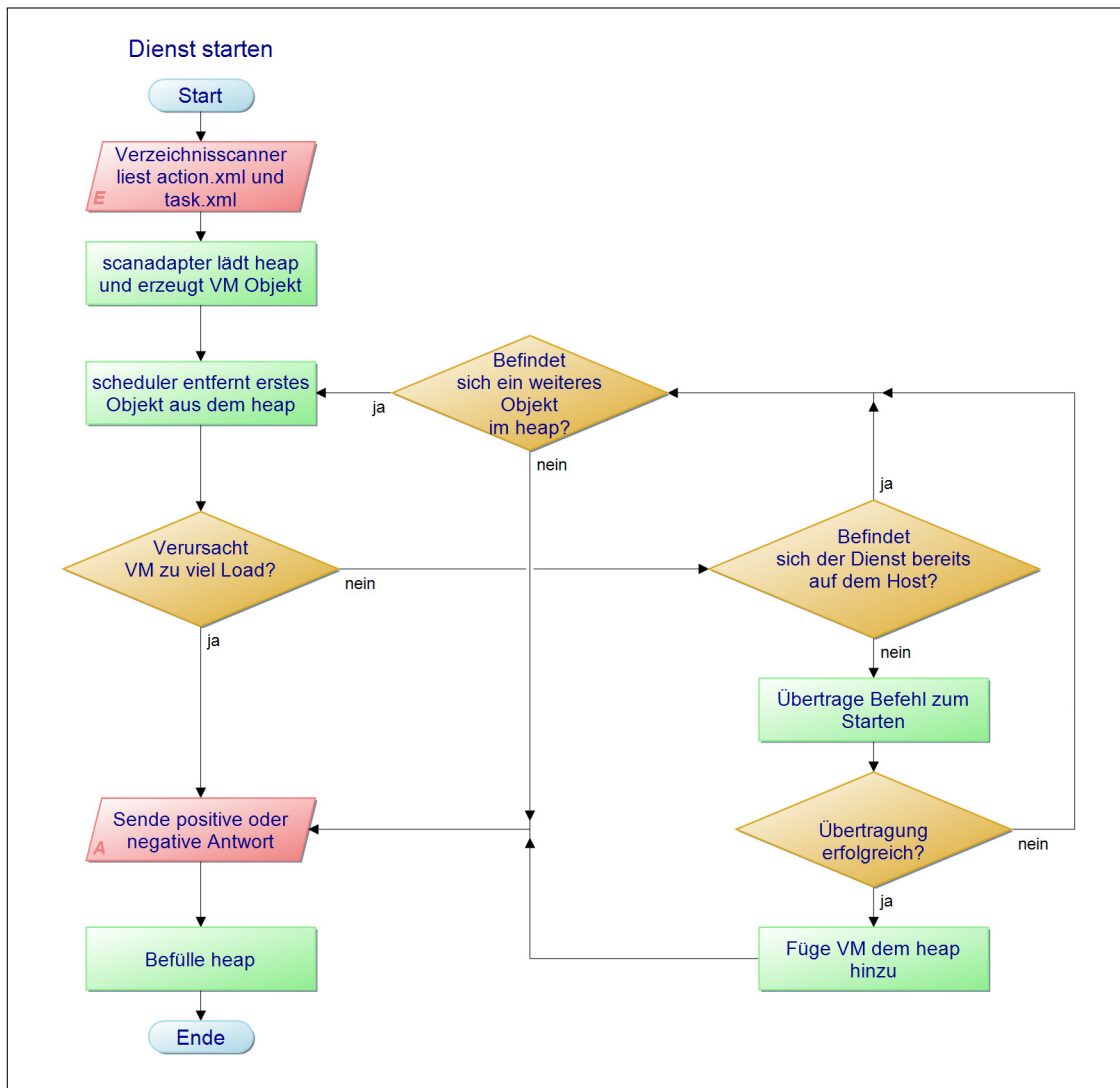 Dienst starten
Start
Verzeichnisscanner
liest action.xml und
task.xml
E
scanadapter lädt heap
und erzeugt VM Objekt
scheduler entfernt erstes
Objekt aus dem heap
Befindet
sich ein weiteres
Objekt
im heap?
ja
nein
Verursacht
VM zu viel Load?
nein
ja
Befindet
sich der Dienst bereits
auf dem Host?
ja
nein
Übertrage Befehl zum
Starten
Übertragung
erfolgreich?
nein
ja
Füge VM dem heap
hinzu
Sende positive oder
negative Antwort
A
Befülle heap
Ende